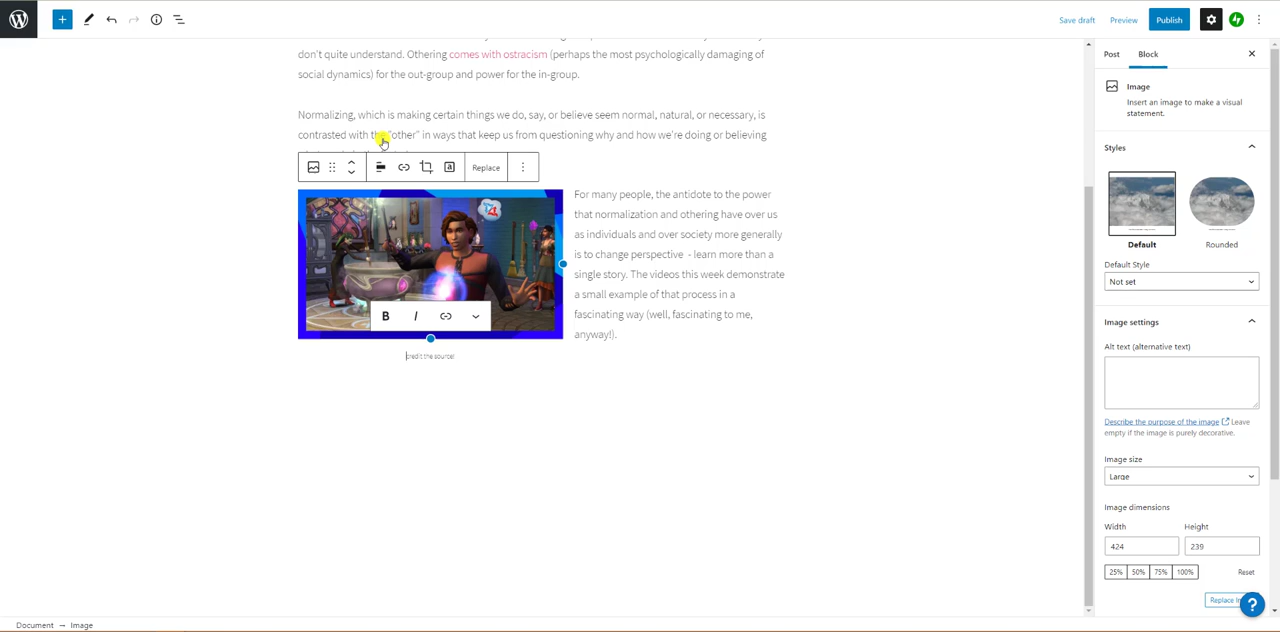 Save draft
Preview
Publish
don't quite understand. Othering comes with ostracism (perhaps the most psychologically damaging of
social dynamics) for the out-group and power for the in-group.
Normalizing, which is making certain things we do, say, or believe seem normal, natural, or necessary, is
contrasted with the "other" in ways that keep us from questioning why and how we're doing or believing
Replace
For many people, the antidote to the power
that normalization and othering have over us
as individuals and over society more generally
is to change perspective - learn more than a
single story. The videos this week demonstrate
a small example of that process in a
fascinating way (well, fascinating to me,
anyway!).
B I
credit the source!
Post
Block
Image
Insert an image to make a visual
statement.
Styles
Default
Rounded
Default Style
Not set
Image settings
Alt text (alternative text)
Describe the purpose of the image Leave
empty if the image is purely decorative.
Image size
Large
Image dimensions
Width
Height
424
239
25% 50% 75% 100%
Reset
Replace
Document → Image